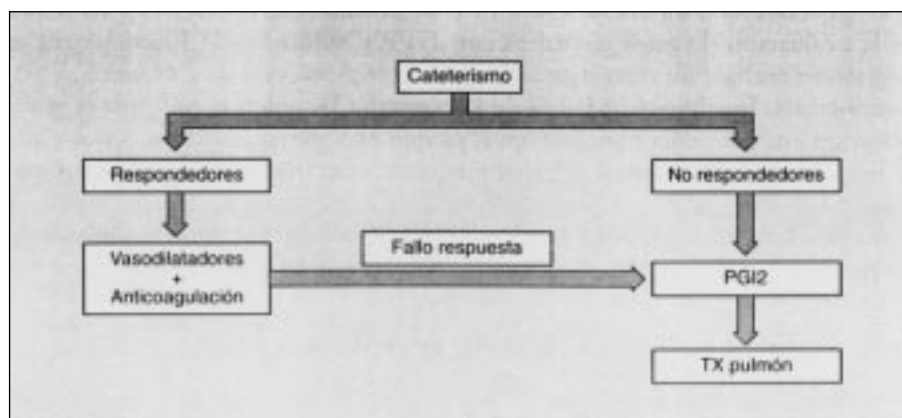 Cateterismo
Respondedores
No respondedores
Vasodilatadores
+
Anticoagulación
Fallo respuesta
PGI2
TX pulmón